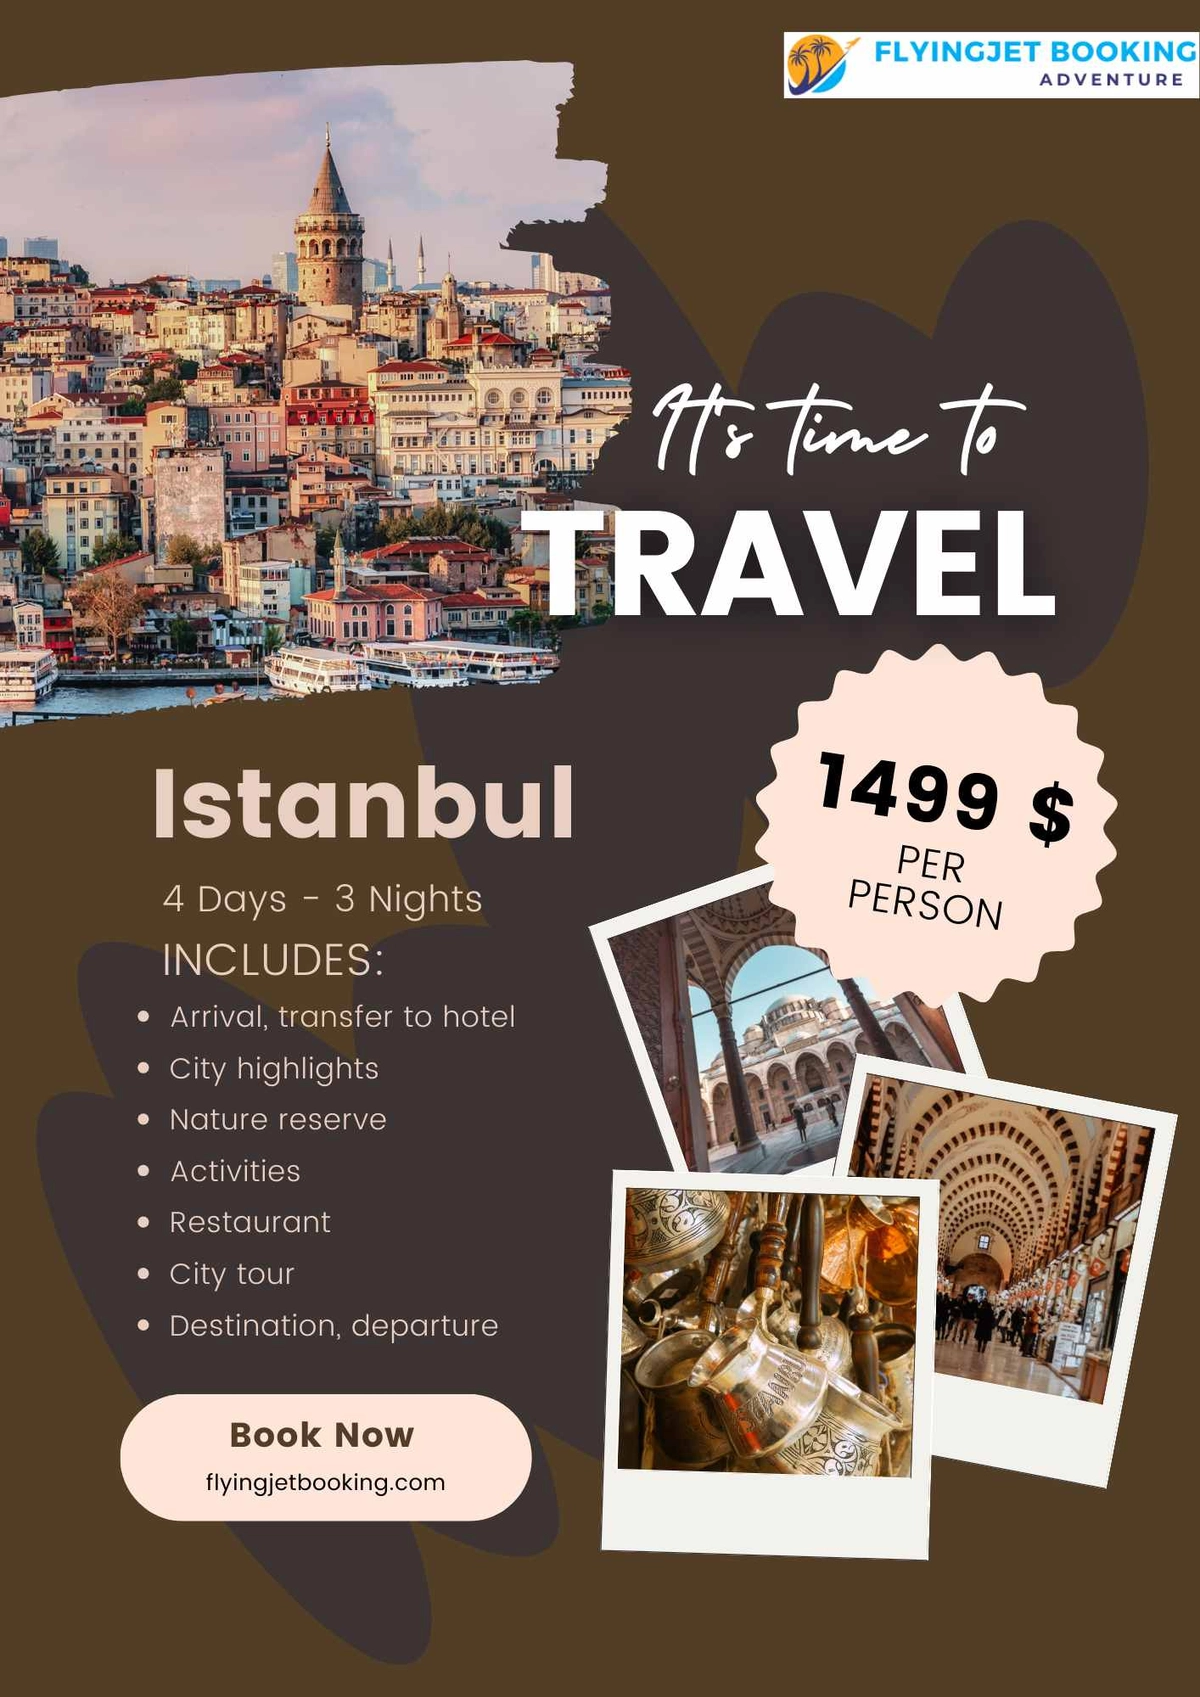 FLYINGJET BOOKING
ADVENTURE
It's time to
TRAVEL
1499 $
PER
PERSON
Istanbul
4 Days - 3 Nights
INCLUDES:
• Arrival, transfer to hotel
• City highlights
• Nature reserve
• Activities
• Restaurant
• City tour
• Destination, departure
Book Now
flyingjetbooking.com